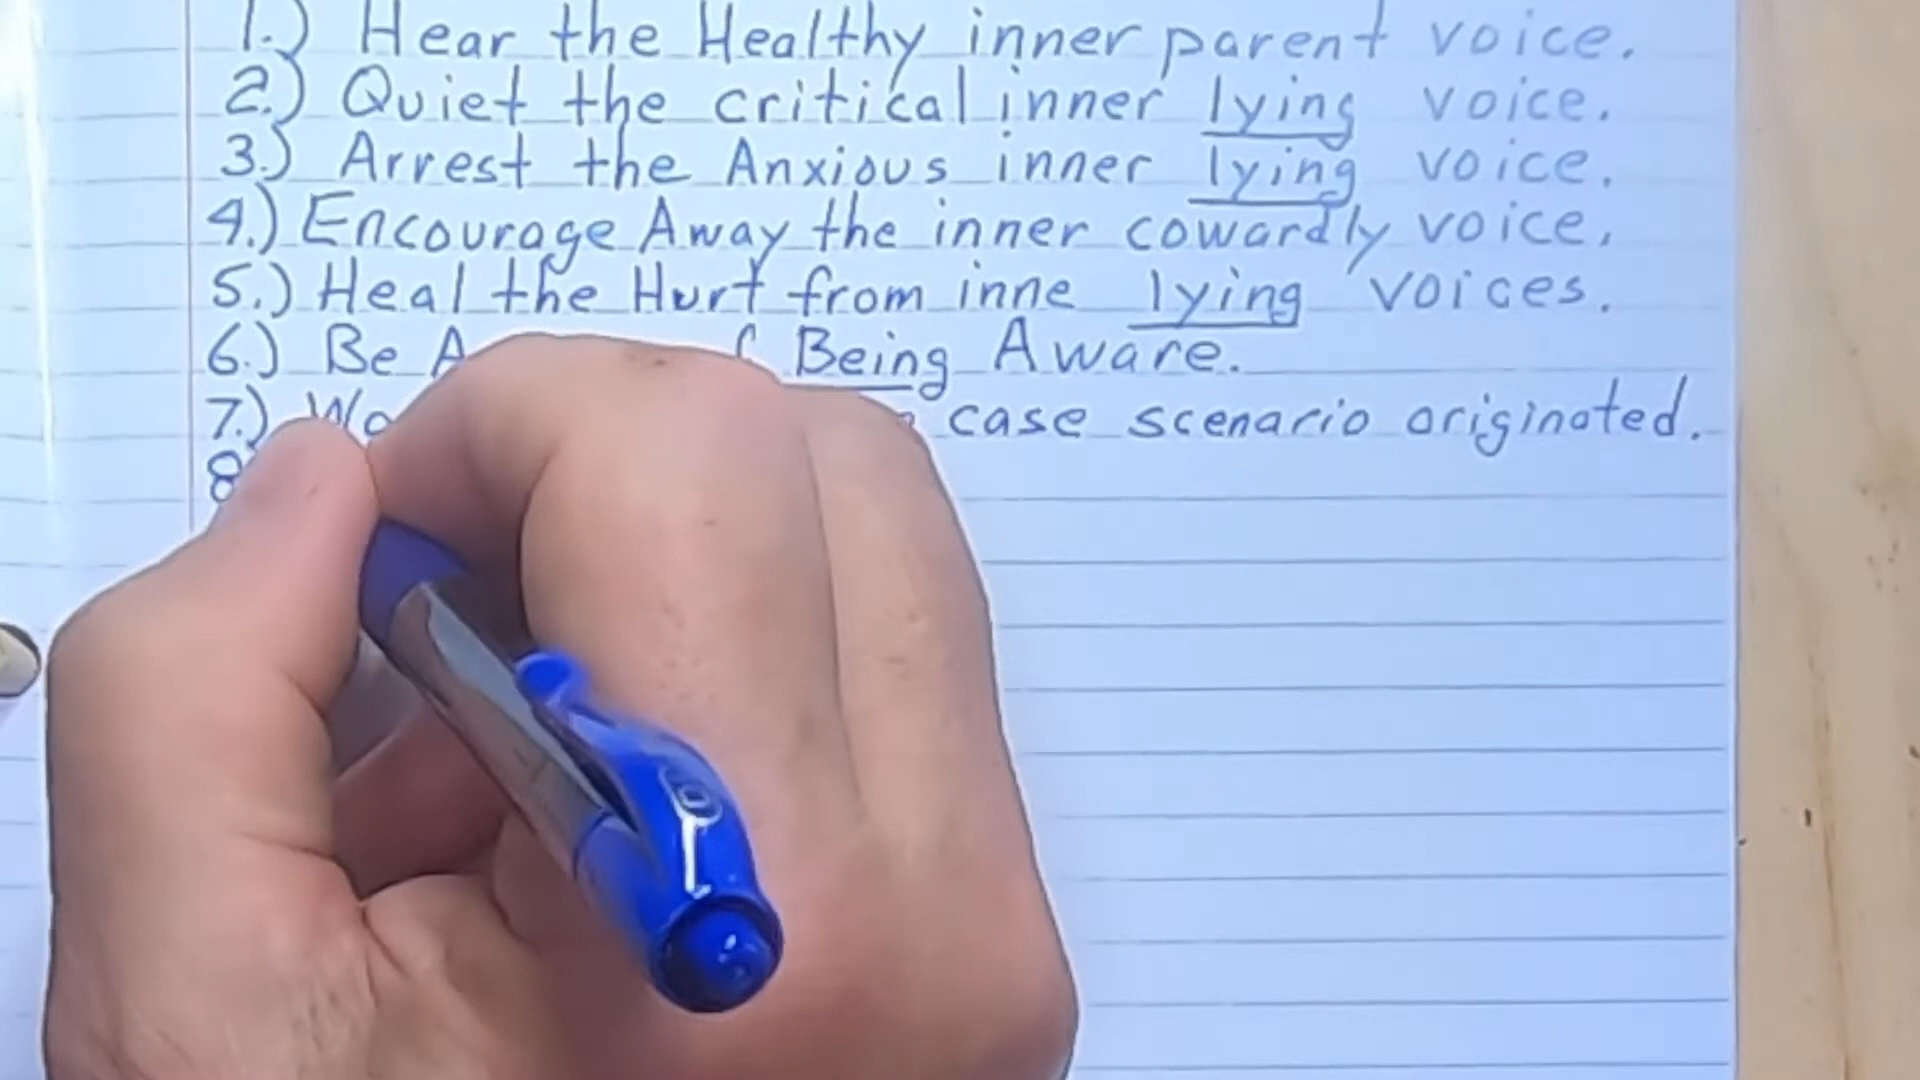 1.) Hear the Healthy inner parent voice.
2.) Quiet the critical inner lying voice.
3.) Arrest the Anxious inner lying voice.
4.) Encourage Away the inner cowardly voice.
5.) Heal the Hurt from inne lying voices.
6.) Be Being Aware.
7.) case scenario originated.
8